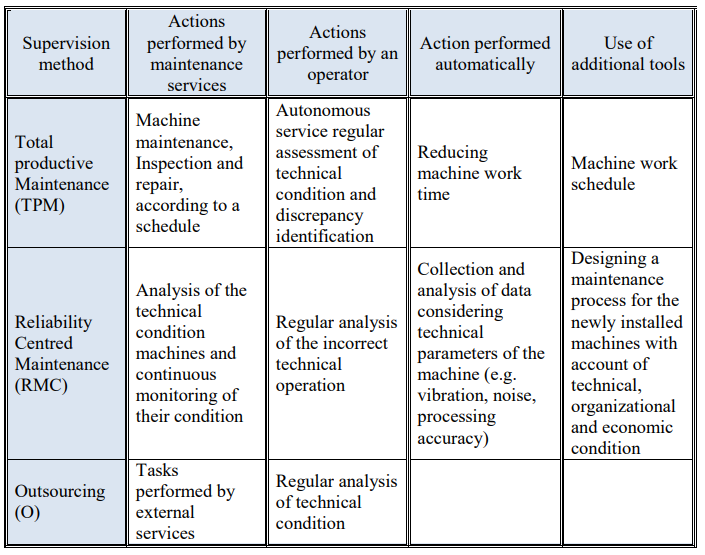 Supervision
method
Actions
performed by
maintenance
services
Actions
performed by an
operator
Action performed
automatically
Use of
additional tools
Total
productive
Maintenance
(TPM)
Machine
maintenance,
Inspection and
repair,
according to a
schedule
Autonomous
service regular
assessment of
technical
condition and
discrepancy
identification
Reducing
machine work
time
Machine work
schedule
Reliability
Centred
Maintenance
(RMC)
Analysis of the
technical
condition
machines and
continuous
monitoring of
their condition
Regular analysis
of the incorrect
technical
operation
Collection and
analysis of data
considering
technical
parameters of the
machine (e.g.
vibration, noise,
processing
accuracy)
Designing a
maintenance
process for the
newly installed
machines with
account of
technical,
organizational
and economic
condition
Outsourcing
(O)
Tasks
performed by
external
services
Regular analysis
of technical
condition